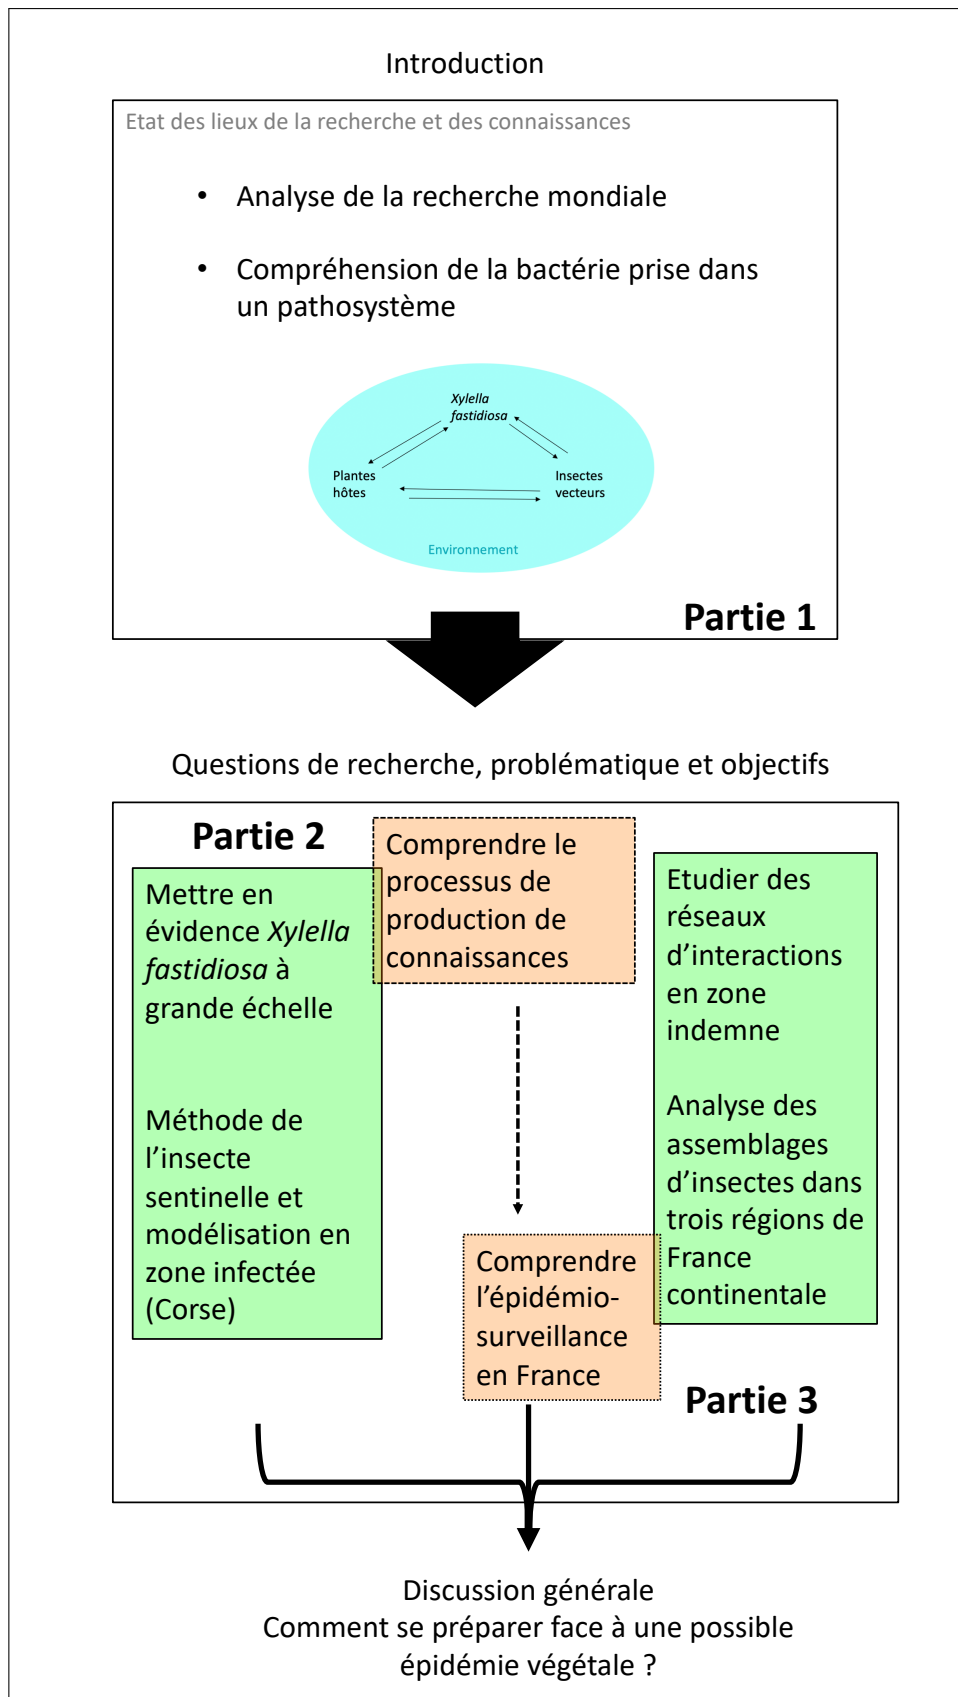 Introduction
Etat des lieux de la recherche et des connaissances
• Analyse de la recherche mondiale
• Compréhension de la bactérie prise dans
un pathosystème
Xylella
fastidiosa
Plantes
hôtes
Insectes
vecteurs
Environnement
Partie 1
Questions de recherche, problématique et objectifs
Partie 2
Mettre en
évidence Xylella
fastidiosa à
grande échelle
Méthode de
l’insecte
sentinelle et
modélisation en
zone infectée
(Corse)
Comprendre le
processus de
production de
connaissances
Comprendre
l’épidémio-
surveillance
en France
Etudier des
réseaux
d’interactions
en zone
indemne
Analyse des
assemblages
d’insectes dans
trois régions de
France
continentale
Partie 3
Discussion générale
Comment se préparer face à une possible
épidémie végétale ?